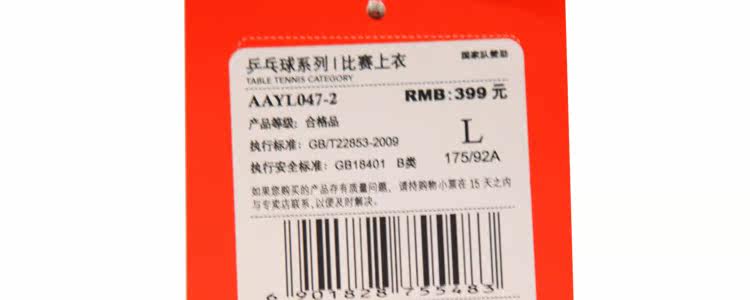 乒乓球系列 | 比赛上衣 国家队赞助
TABLE TENNIS CATEGORY
AAYL047-2 RMB:399 元
产品等级: 合格品
执行标准: GB/T22853-2009 L
执行安全标准: GB18401 B类 175/92A
如果您购买的产品存有质量问题, 请持购物小票在 15 天之内
与专卖店联系,以便及时解决。
6 901828 755483